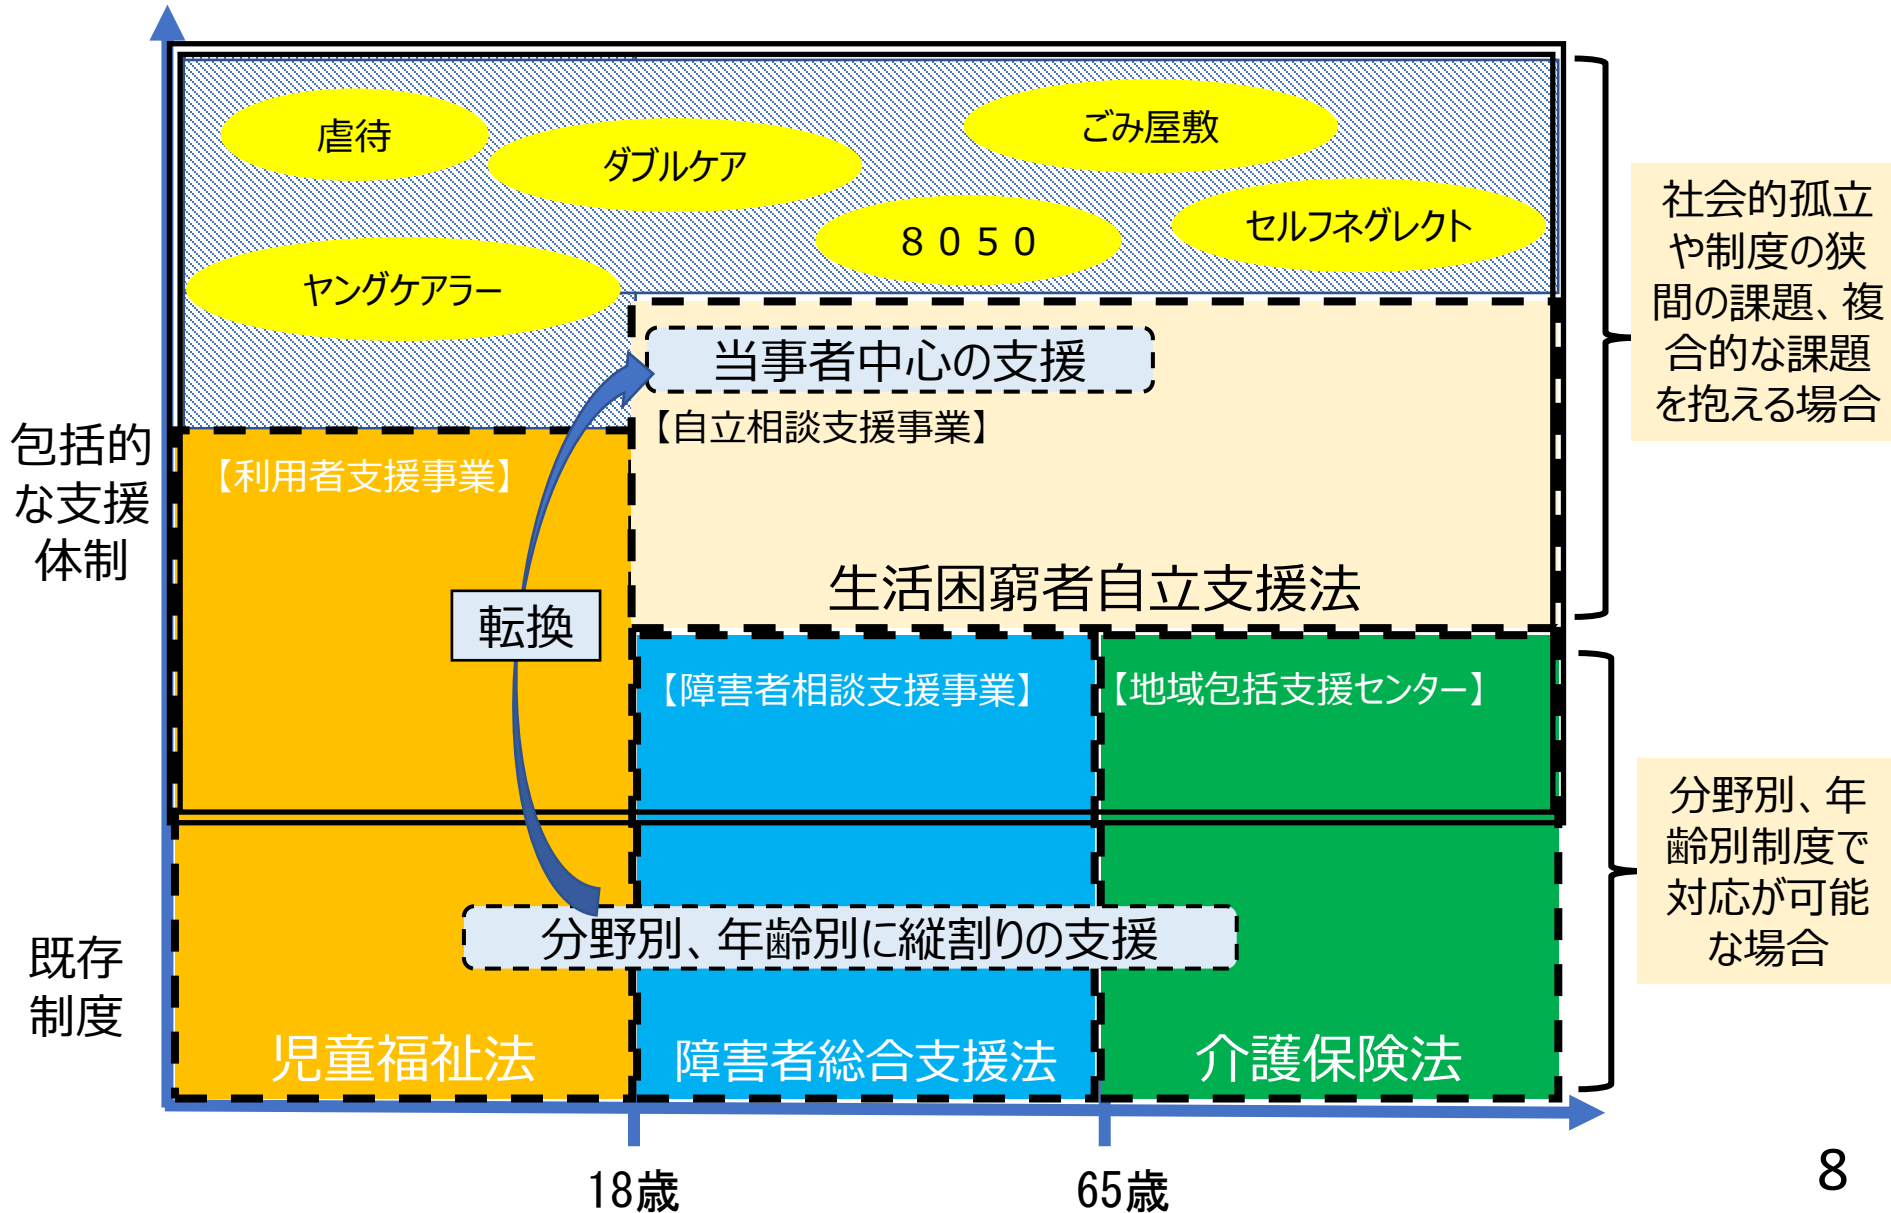 虐待
ダブルケア
ごみ屋敷
8050
セルフネグレクト
ヤングケアラー
社会的孤立
や制度の狭
間の課題、複
合的な課題
を抱える場合
当事者中心の支援
【自立相談支援事業】
包括的
な支援
体制
【利用者支援事業】
生活困窮者自立支援法
転換
【障害者相談支援事業】
【地域包括支援センター】
分野別、年
齢別制度で
対応が可能
な場合
分野別、年齢別に縦割りの支援
既存
制度
児童福祉法
障害者総合支援法
介護保険法
18歳
65歳
8